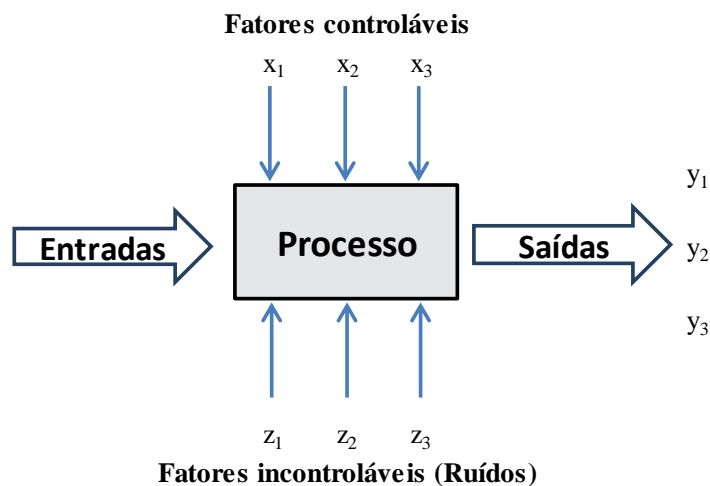 Fatores controláveis
x₁ x₂ x₃
y₁
Entradas Processo Saídas
y₂
y₃
z₁ z₂ z₃
Fatores incontroláveis (Ruídos)